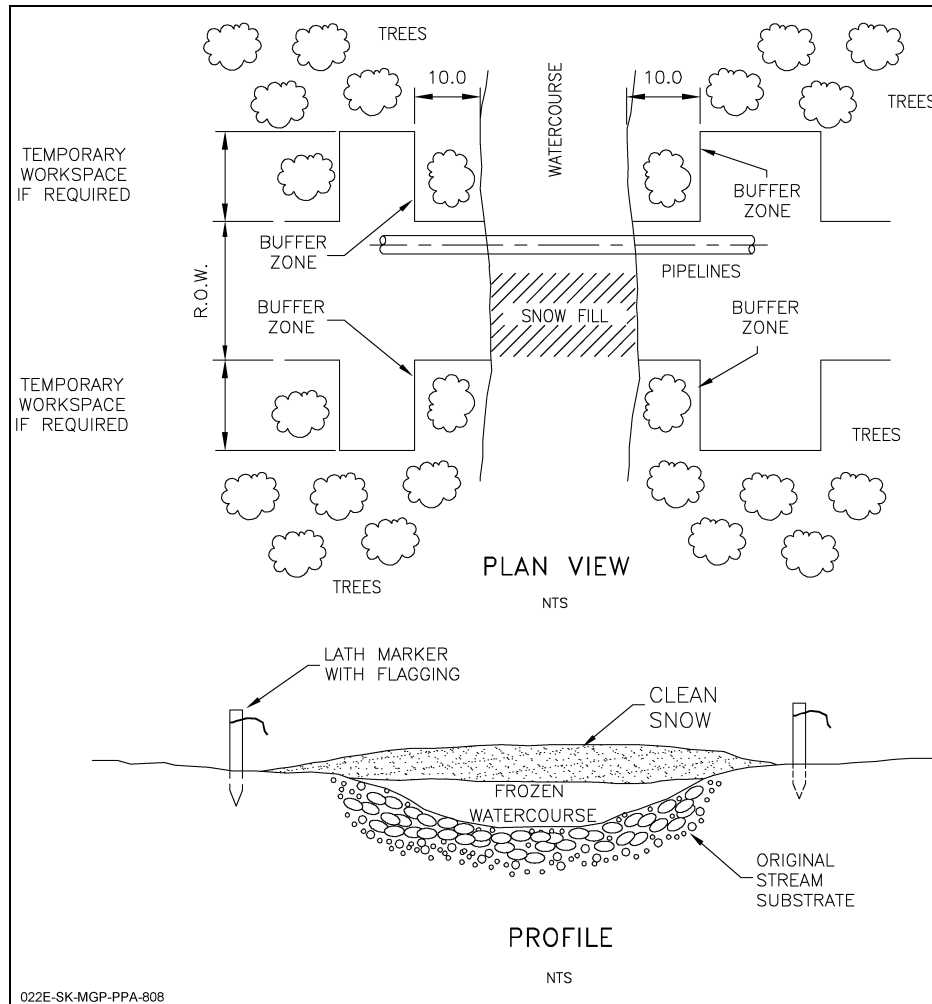 TREES
10.0
WATERCOURSE
10.0
TREES
TEMPORARY
WORKSPACE
IF REQUIRED
BUFFER
ZONE
BUFFER
ZONE
R.O.W.
PIPELINES
BUFFER
ZONE
SNOW FILL
BUFFER
ZONE
TEMPORARY
WORKSPACE
IF REQUIRED
TREES
TREES
PLAN VIEW
NTS
LATH MARKER
WITH FLAGGING
CLEAN
SNOW
FROZEN
WATERCOURSE
ORIGINAL
STREAM
SUBSTRATE
PROFILE
NTS
022E-SK-MGP-PPA-808